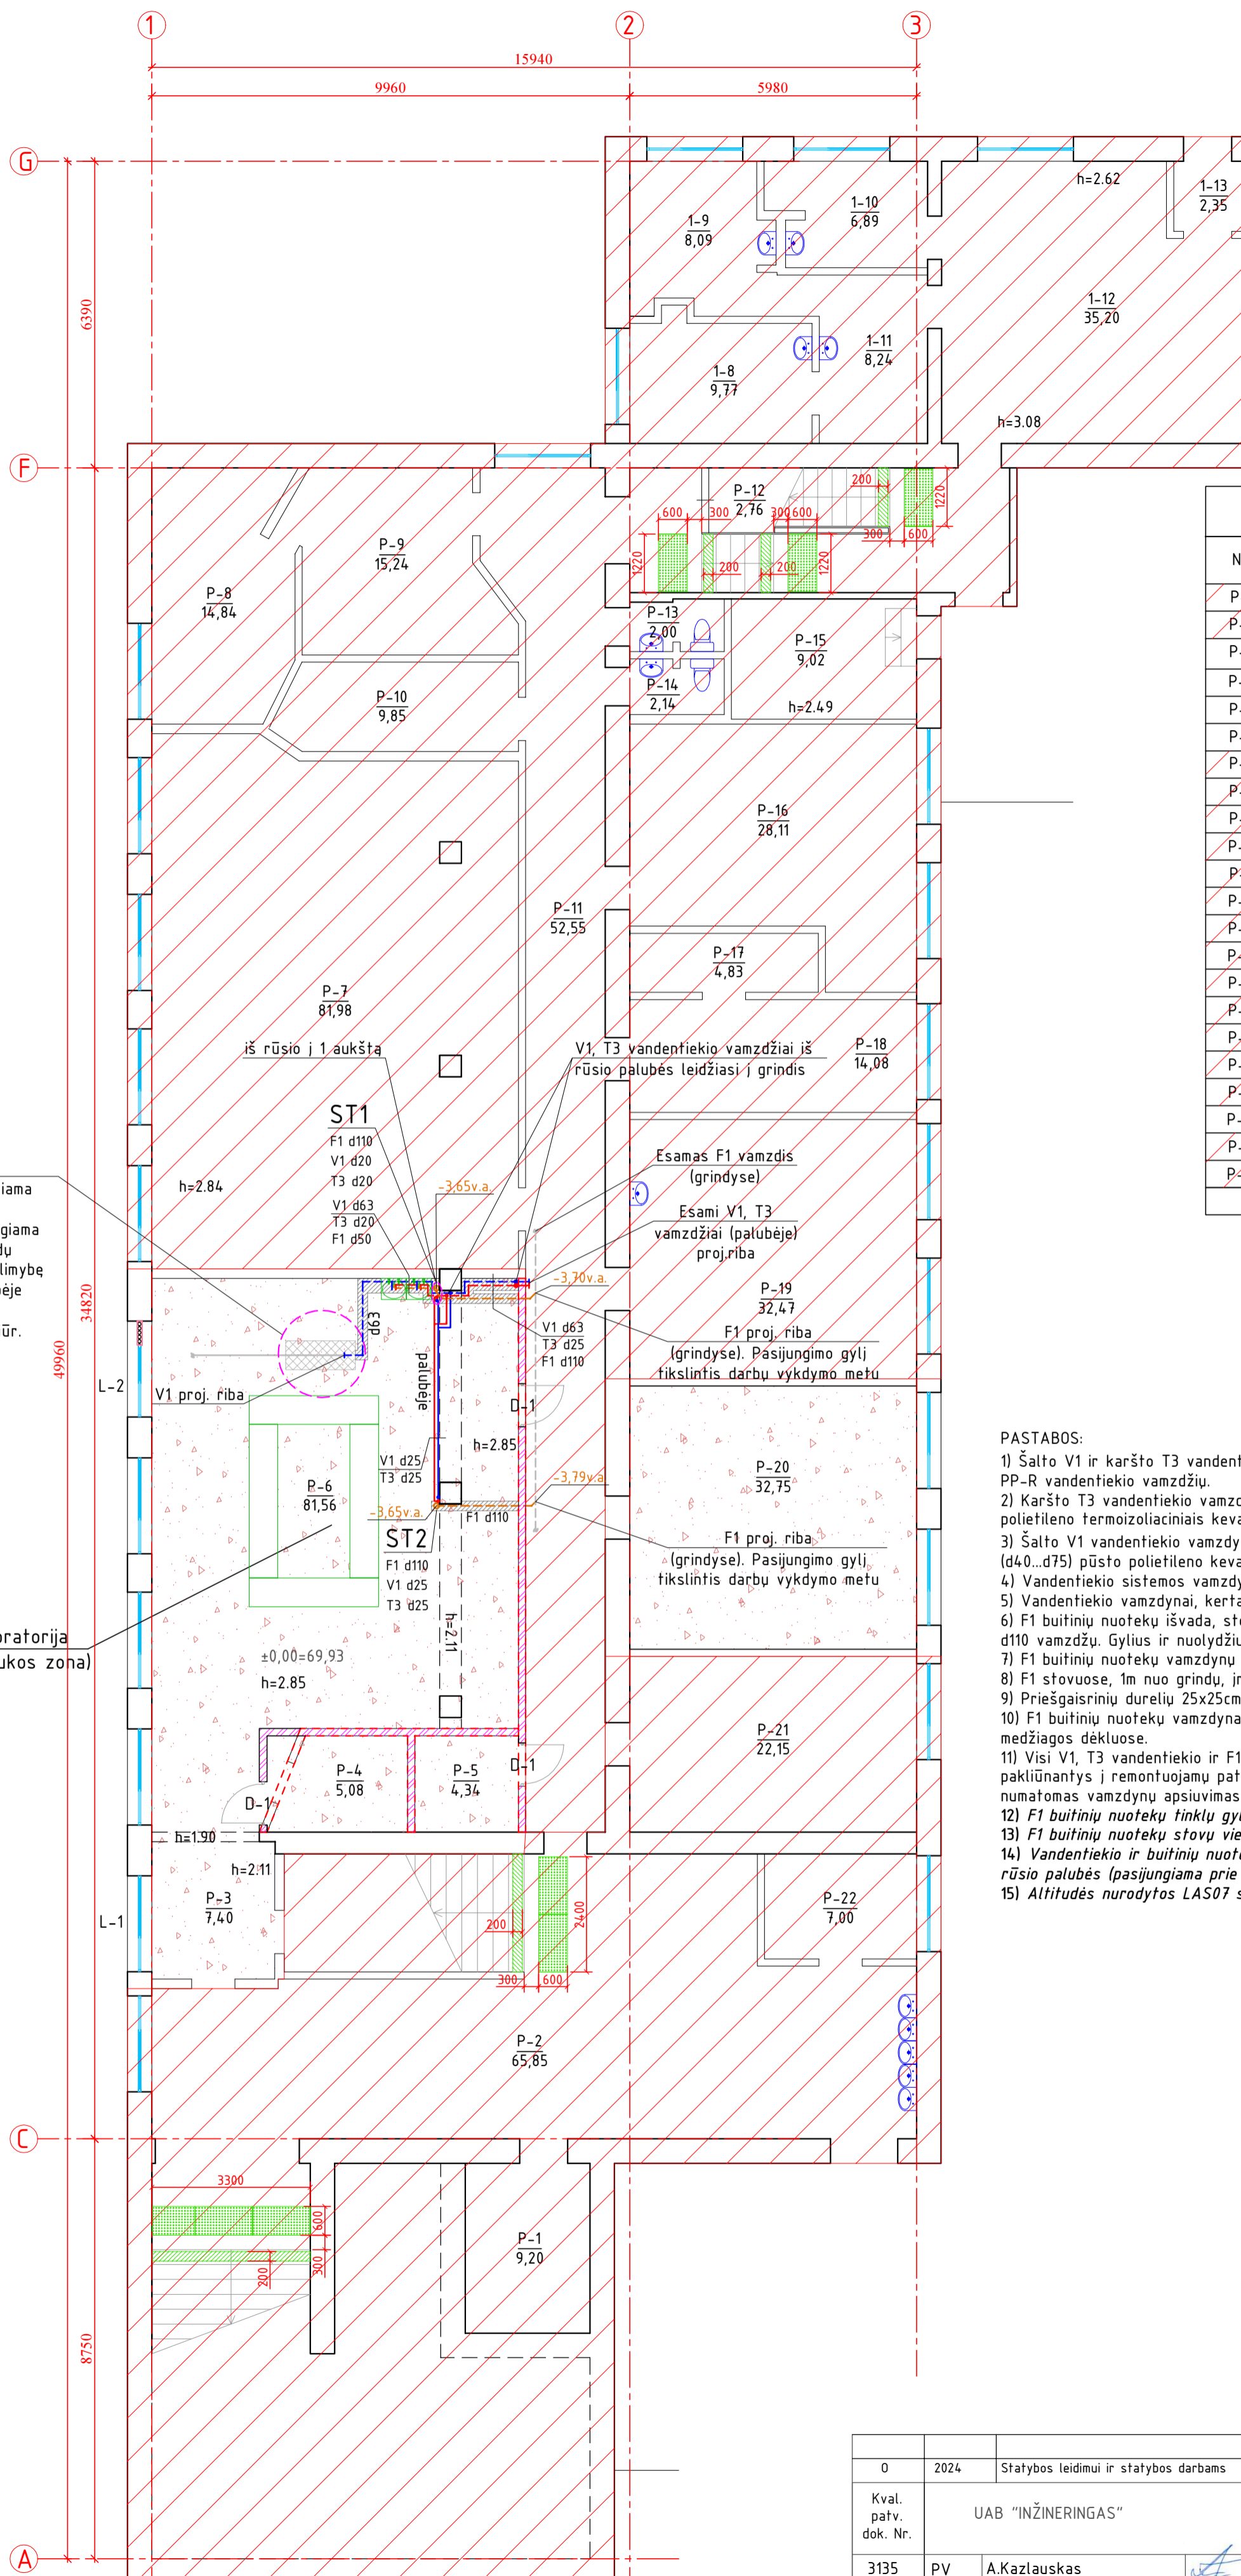 1
2
3
15940
9960
5980
G
F
C
A
6390
34820
49960
8750
h=2.62
1-13
2,35
1-10
6,89
1-9
8,09
1-12
35,20
1-11
8,24
1-8
9,77
h=3.08
P-12
2,76
200
1220
600
300
300
600
300
600
1220
200
200
1220
P-9
15,24
P-8
14,84
P-13
2,00
P-15
9,02
P-14
2,14
h=2.49
P-10
9,85
P-16
28,11
P-11
52,55
P-17
4,83
P-7
81,98
P-18
14,08
iš rūsio į 1 aukštą
V1, T3 vandentiekio vamzdžiai iš
rūsio palubės leidžiasi į grindis
ST1
F1 d110
V1 d20
T3 d20
V1 d63
T3 d20
F1 d50
-3,65v.a.
h=2.84
Esamas F1 vamzdis
(grindyse)
Esami V1, T3
vamzdžiai (palubėje)
proj.riba
-3,70v.a.
P-19
32,47
V1 d63
T3 d25
F1 d110
F1 proj. riba
(grindyse). Pasijungimo gylį
tikslintis darbų vykdymo metu
d63
palubėje
L-2
V1 proj. riba
D-1
h=2.85
V1 d25
T3 d25
P-6
81,56
P-20
32,75
-3,79v.a
-3,65v.a.
F1 d110
ST2
F1 d110
V1 d25
T3 d25
F1 proj. riba
(grindyse). Pasijungimo gylį
tikslintis darbų vykdymo metu
h=2.11
±0,00=69,93
h=2.85
P-21
22,15
P-4
5,08
P-5
4,34
D-1
D-1
h=1.90
h=2.11
P-3
7,40
L-1
200
2400
300
600
P-22
7,00
P-2
65,85
3300
600
300
200
P-1
9,20
PASTABOS:
1) Šalto V1 ir karšto T3 vandent
PP-R vandentiekio vamzdžių.
2) Karšto T3 vandentiekio vamzd
polietileno termoizoliaciniais keva
3) Šalto V1 vandentiekio vamzdy
(d40...d75) pūsto polietileno keva
4) Vandentiekio sistemos vamzdy
5) Vandentiekio vamzdynai, kerta
6) F1 buitinių nuotekų išvada, sto
d110 vamzdžų. Gylius ir nuolydžiu
7) F1 buitinių nuotekų vamzdynų
8) F1 stovuose, 1m nuo grindų, įr
9) Priešgaisrinių durelių 25x25cm
10) F1 buitinių nuotekų vamzdyna
medžiagos dėkluose.
11) Visi V1, T3 vandentiekio ir F1
pakliūnantys į remontuojamų pat
numatomas vamzdynų apsiuvimas
12) F1 buitinių nuotekų tinklų gyl
13) F1 buitinių nuotekų stovų vie
14) Vandentiekio ir buitinių nuote
rūsio palubės (pasijungiama prie
15) Altitudės nurodytos LAS07 s
0 2024 Statybos leidimui ir statybos darbams
Kval.
patv.
dok. Nr.
UAB "INŽINERINGAS"
3135 PV A.Kazlauskas